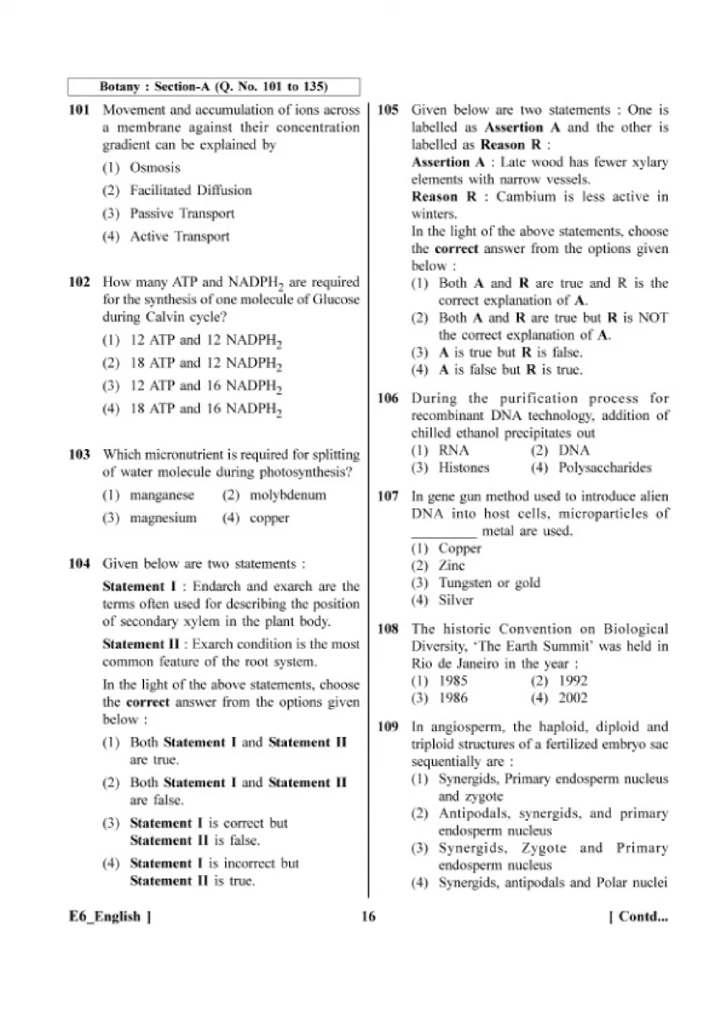 Botany : Section-A (Q. No. 101 to 135)
101 Movement and accumulation of ions across
a membrane against their concentration
gradient can be explained by
(1) Osmosis
(2) Facilitated Diffusion
(3) Passive Transport
(4) Active Transport
102 How many ATP and NADPH2 are required
for the synthesis of one molecule of Glucose
during Calvin cycle?
(1) 12 ATP and 12 NADPH2
(2) 18 ATP and 12 NADPH2
(3) 12 ATP and 16 NADPH2
(4) 18 ATP and 16 NADPH2
103 Which micronutrient is required for splitting
of water molecule during photosynthesis?
(1) manganese (2) molybdenum
(3) magnesium (4) copper
104 Given below are two statements :
Statement I : Endarch and exarch are the
terms often used for describing the position
of secondary xylem in the plant body.
Statement II : Exarch condition is the most
common feature of the root system.
In the light of the above statements, choose
the correct answer from the options given
below :
(1) Both Statement I and Statement II
are true.
(2) Both Statement I and Statement II
are false.
(3) Statement I is correct but
Statement II is false.
(4) Statement I is incorrect but
Statement II is true.
105 Given below are two statements : One is
labelled as Assertion A and the other is
labelled as Reason R :
Assertion A : Late wood has fewer xylary
elements with narrow vessels.
Reason R : Cambium is less active in
winters.
In the light of the above statements, choose
the correct answer from the options given
below :
(1) Both A and R are true and R is the
correct explanation of A.
(2) Both A and R are true but R is NOT
the correct explanation of A.
(3) A is true but R is false.
(4) A is false but R is true.
106 During the purification process for
recombinant DNA technology, addition of
chilled ethanol precipitates out
(1) RNA (2) DNA
(3) Histones (4) Polysaccharides
107 In gene gun method used to introduce alien
DNA into host cells, microparticles of
_________ metal are used.
(1) Copper
(2) Zinc
(3) Tungsten or gold
(4) Silver
108 The historic Convention on Biological
Diversity, 'The Earth Summit' was held in
Rio de Janeiro in the year :
(1) 1985 (2) 1992
(3) 1986 (4) 2002
109 In angiosperm, the haploid, diploid and
triploid structures of a fertilized embryo sac
sequentially are :
(1) Synergids, Primary endosperm nucleus
and zygote
(2) Antipodals, synergids, and primary
endosperm nucleus
(3) Synergids, Zygote and Primary
endosperm nucleus
(4) Synergids, antipodals and Polar nuclei
E6_English ] 16 [ Contd...